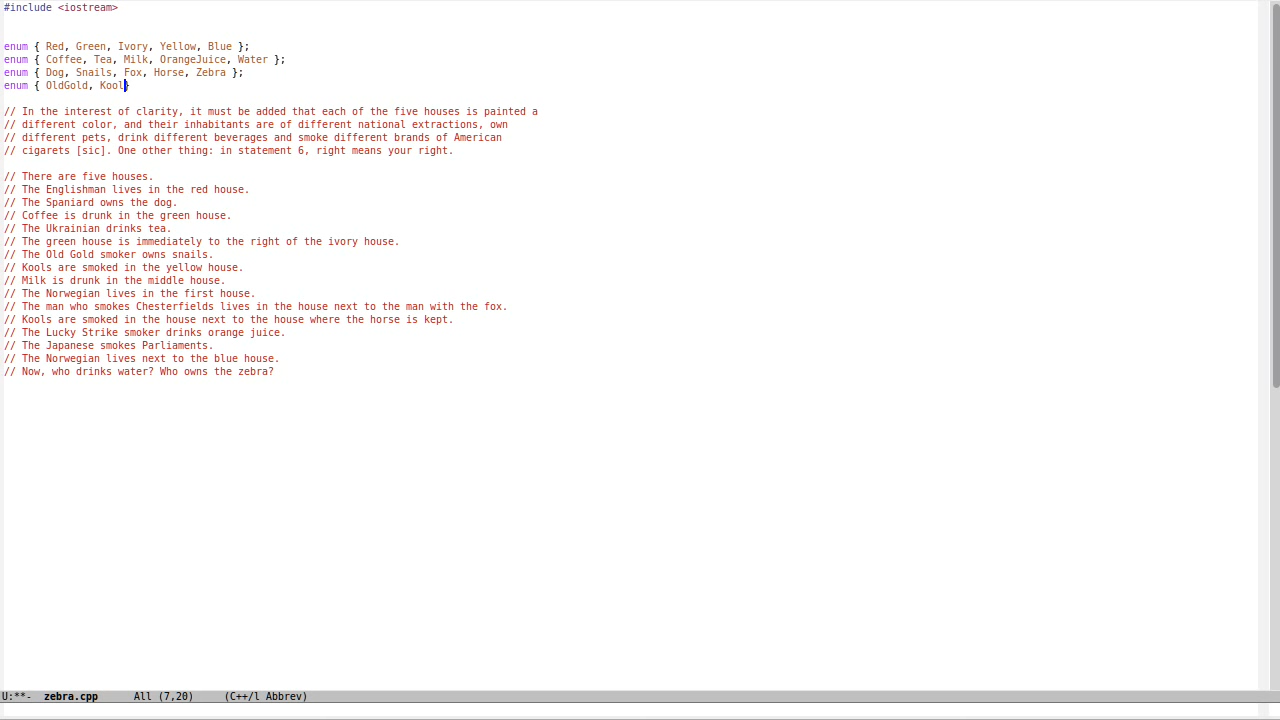 #include <iostream>
enum { Red, Green, Ivory, Yellow, Blue };
enum { Coffee, Tea, Milk, OrangeJuice, Water };
enum { Dog, Snails, Fox, Horse, Zebra };
enum { OldGold, Kool}
// In the interest of clarity, it must be added that each of the five houses is painted a
// different color, and their inhabitants are of different national extractions, own
// different pets, drink different beverages and smoke different brands of American
// cigarets [sic]. One other thing: in statement 6, right means your right.
// There are five houses.
// The Englishman lives in the red house.
// The Spaniard owns the dog.
// Coffee is drunk in the green house.
// The Ukrainian drinks tea.
// The green house is immediately to the right of the ivory house.
// The Old Gold smoker owns snails.
// Kools are smoked in the yellow house.
// Milk is drunk in the middle house.
// The Norwegian lives in the first house.
// The man who smokes Chesterfields lives in the house next to the man with the fox.
// Kools are smoked in the house next to the house where the horse is kept.
// The Lucky Strike smoker drinks orange juice.
// The Japanese smokes Parliaments.
// The Norwegian lives next to the blue house.
// Now, who drinks water? Who owns the zebra?
U:**-  zebra.cpp      All (7,20)     (C++/l Abbrev)